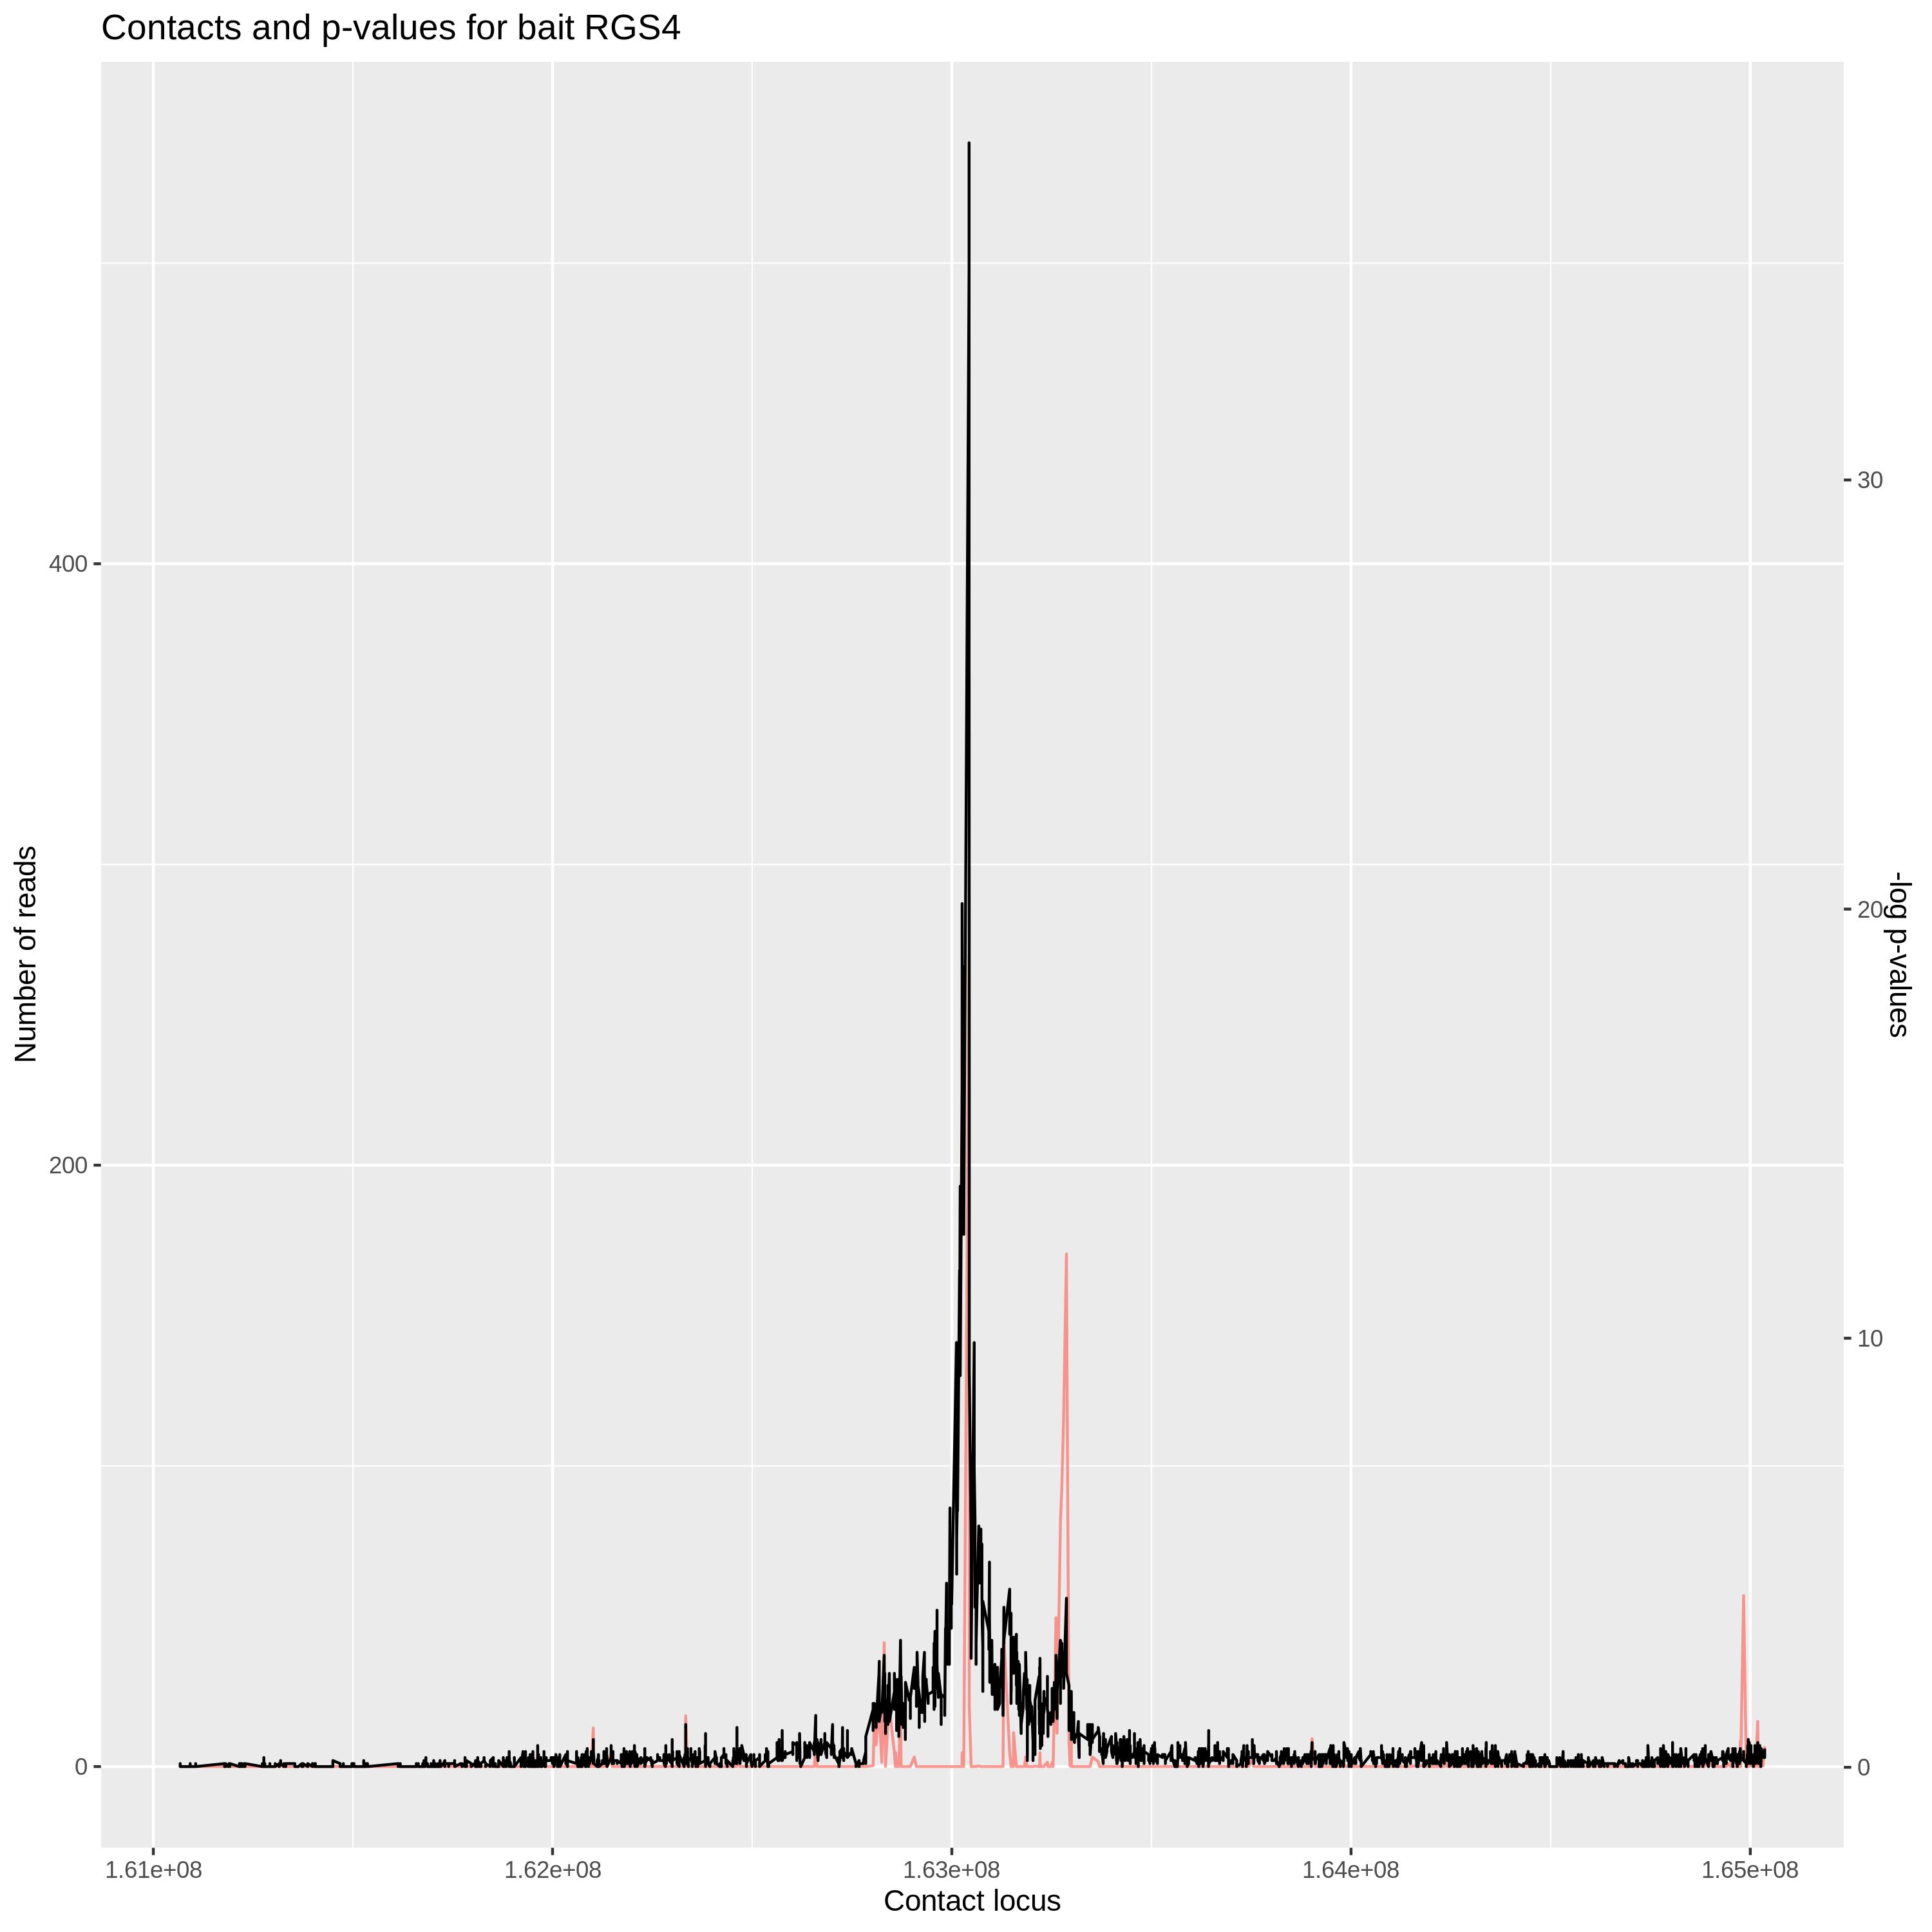 Contacts and p-values for bait RGS4
Number of reads
400
200
0
30
20
10
0
-log p-values
1.61e+08
1.62e+08
1.63e+08
1.64e+08
1.65e+08
Contact locus